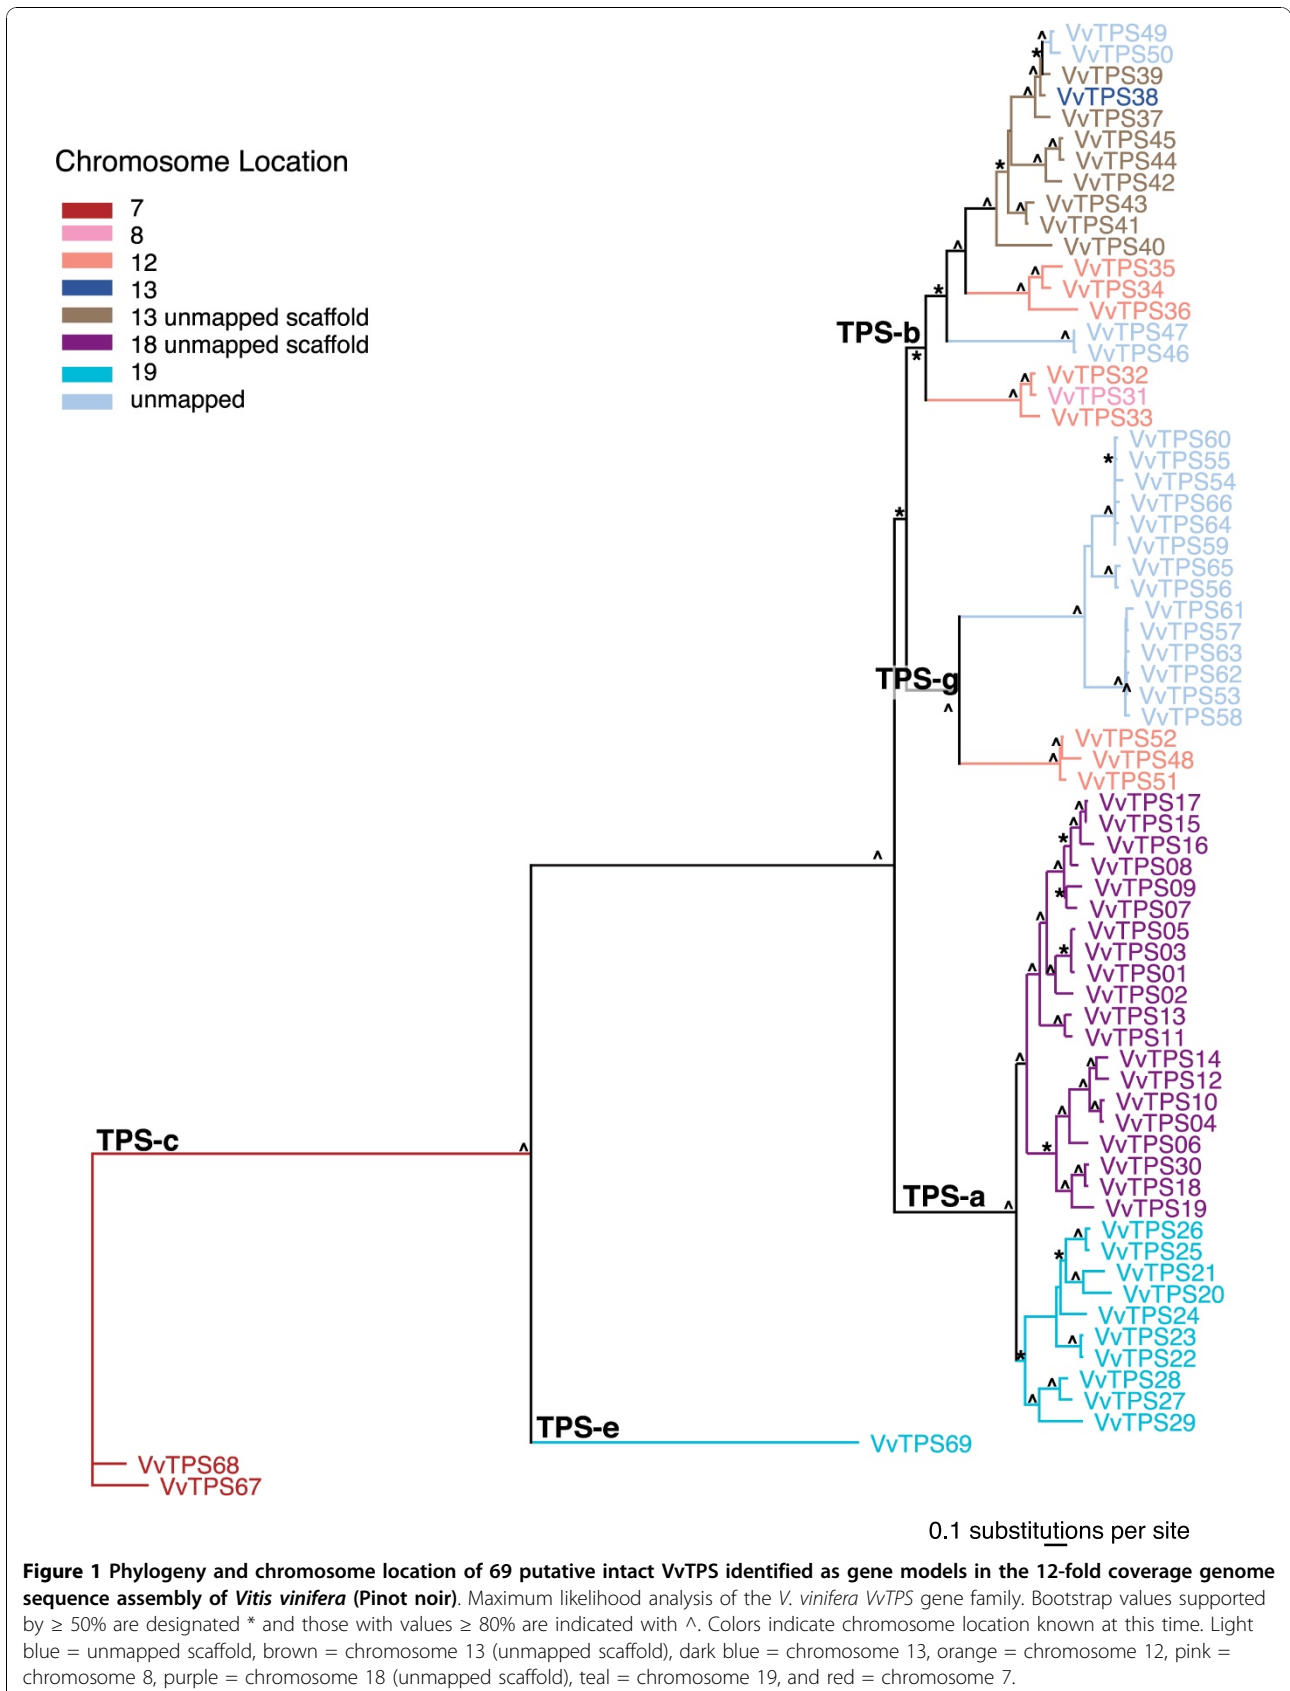 Chromosome Location
7
8
12
13
13 unmapped scaffold
18 unmapped scaffold
19
unmapped
^ VvTPS49
* VvTPS50
^ VvTPS39
^ VvTPS38
VvTPS37
^ VvTPS45
* ^ VvTPS44
VvTPS42
^ ^ VvTPS43
VvTPS41
^ VvTPS40
^ VvTPS35
* ^ VvTPS34
VvTPS36
TPS-b ^ VvTPS47
* VvTPS46
^ VvTPS32
^ VvTPS31
VvTPS33
VvTPS60
* VvTPS55
VvTPS54
^ VvTPS66
* VvTPS64
VvTPS59
^ VvTPS65
VvTPS56
^ VvTPS61
VvTPS57
VvTPS63
TPS-g ^ ^ VvTPS62
^ VvTPS53
VvTPS58
^ VvTPS52
^ VvTPS48
VvTPS51
^ VvTPS17
^ VvTPS15
* VvTPS16
^ ^ VvTPS08
* VvTPS09
^ VvTPS07
VvTPS05
* VvTPS03
^ ^ VvTPS01
VvTPS02
^ VvTPS13
VvTPS11
^ ^ VvTPS14
^ VvTPS12
^ ^ VvTPS10
VvTPS04
TPS-c ^ * VvTPS06
^ VvTPS30
^ VvTPS18
TPS-a ^ VvTPS19
^ VvTPS26
* VvTPS25
^ VvTPS21
VvTPS20
VvTPS24
^ VvTPS23
* VvTPS22
^ VvTPS28
^ VvTPS27
VvTPS29
TPS-e
VvTPS69
VvTPS68
VvTPS67
0.1 substitutions per site
Figure 1 Phylogeny and chromosome location of 69 putative intact VvTPS identified as gene models in the 12-fold coverage genome
sequence assembly of Vitis vinifera (Pinot noir). Maximum likelihood analysis of the V. vinifera VvTPS gene family. Bootstrap values supported
by ≥ 50% are designated * and those with values ≥ 80% are indicated with ^. Colors indicate chromosome location known at this time. Light
blue = unmapped scaffold, brown = chromosome 13 (unmapped scaffold), dark blue = chromosome 13, orange = chromosome 12, pink =
chromosome 8, purple = chromosome 18 (unmapped scaffold), teal = chromosome 19, and red = chromosome 7.